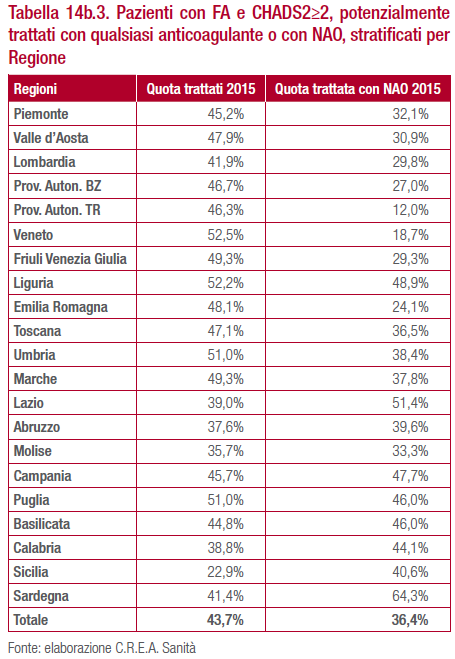 Tabella 14b.3. Pazienti con FA e CHADS2≥2, potenzialmente
trattati con qualsiasi anticoagulante o con NAO, stratificati per
Regione
Regioni Quota trattati 2015 Quota trattata con NAO 2015
Piemonte 45,2% 32,1%
Valle d'Aosta 47,9% 30,9%
Lombardia 41,9% 29,8%
Prov. Auton. BZ 46,7% 27,0%
Prov. Auton. TR 46,3% 12,0%
Veneto 52,5% 18,7%
Friuli Venezia Giulia 49,3% 29,3%
Liguria 52,2% 48,9%
Emilia Romagna 48,1% 24,1%
Toscana 47,1% 36,5%
Umbria 51,0% 38,4%
Marche 49,3% 37,8%
Lazio 39,0% 51,4%
Abruzzo 37,6% 39,6%
Molise 35,7% 33,3%
Campania 45,7% 47,7%
Puglia 51,0% 46,0%
Basilicata 44,8% 46,0%
Calabria 38,8% 44,1%
Sicilia 22,9% 40,6%
Sardegna 41,4% 64,3%
Totale 43,7% 36,4%
Fonte: elaborazione C.R.E.A. Sanità